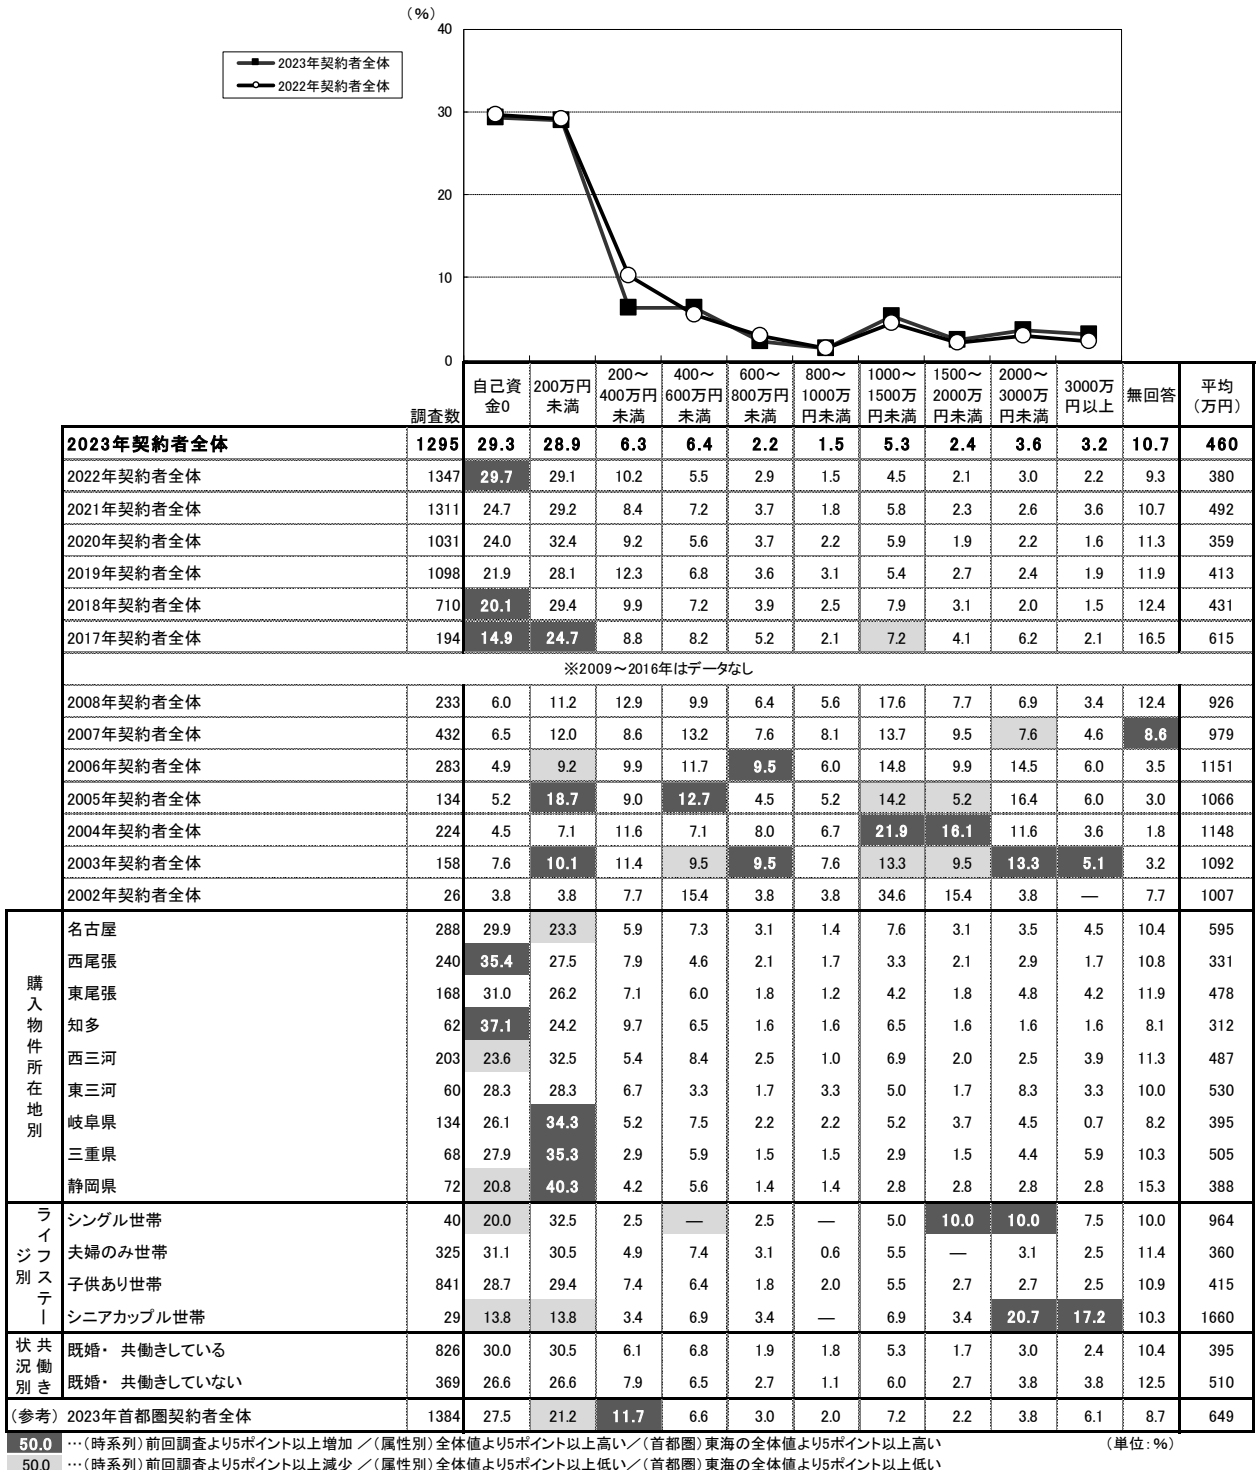 （％）
40
30
20
10
0
2023年契約者全体
2022年契約者全体
調査数 自己資金0 200万円未満 200～400万円未満 400～600万円未満 600～800万円未満 800～1000万円未満 1000～1500万円未満 1500～2000万円未満 2000～3000万円未満 3000万円以上 無回答 平均（万円）
2023年契約者全体 1295 29.3 28.9 6.3 6.4 2.2 1.5 5.3 2.4 3.6 3.2 10.7 460
2022年契約者全体 1347 29.7 29.1 10.2 5.5 2.9 1.5 4.5 2.1 3.0 2.2 9.3 380
2021年契約者全体 1311 24.7 29.2 8.4 7.2 3.7 1.8 5.8 2.3 2.6 3.6 10.7 492
2020年契約者全体 1031 24.0 32.4 9.2 5.6 3.7 2.2 5.9 1.9 2.2 1.6 11.3 359
2019年契約者全体 1098 21.9 28.1 12.3 6.8 3.6 3.1 5.4 2.7 2.4 1.9 11.9 413
2018年契約者全体 710 20.1 29.4 9.9 7.2 3.9 2.5 7.9 3.1 2.0 1.5 12.4 431
2017年契約者全体 194 14.9 24.7 8.8 8.2 5.2 2.1 7.2 4.1 6.2 2.1 16.5 615
※2009～2016年はデータなし
2008年契約者全体 233 6.0 11.2 12.9 9.9 6.4 5.6 17.6 7.7 6.9 3.4 12.4 926
2007年契約者全体 432 6.5 12.0 8.6 13.2 7.6 8.1 13.7 9.5 7.6 4.6 8.6 979
2006年契約者全体 283 4.9 9.2 9.9 11.7 9.5 6.0 14.8 9.9 14.5 6.0 3.5 1151
2005年契約者全体 134 5.2 18.7 9.0 12.7 4.5 5.2 14.2 5.2 16.4 6.0 3.0 1066
2004年契約者全体 224 4.5 7.1 11.6 7.1 8.0 6.7 21.9 16.1 11.6 3.6 1.8 1148
2003年契約者全体 158 7.6 10.1 11.4 9.5 9.5 7.6 13.3 9.5 13.3 5.1 3.2 1092
2002年契約者全体 26 3.8 3.8 7.7 15.4 3.8 3.8 34.6 15.4 3.8 ― 7.7 1007
購入物件所在地別
名古屋 288 29.9 23.3 5.9 7.3 3.1 1.4 7.6 3.1 3.5 4.5 10.4 595
西尾張 240 35.4 27.5 7.9 4.6 2.1 1.7 3.3 2.1 2.9 1.7 10.8 331
東尾張 168 31.0 26.2 7.1 6.0 1.8 1.2 4.2 1.8 4.8 4.2 11.9 478
知多 62 37.1 24.2 9.7 6.5 1.6 1.6 6.5 1.6 1.6 1.6 8.1 312
西三河 203 23.6 32.5 5.4 8.4 2.5 1.0 6.9 2.0 2.5 3.9 11.3 487
東三河 60 28.3 28.3 6.7 3.3 1.7 3.3 5.0 1.7 8.3 3.3 10.0 530
岐阜県 134 26.1 34.3 5.2 7.5 2.2 2.2 5.2 3.7 4.5 0.7 8.2 395
三重県 68 27.9 35.3 2.9 5.9 1.5 1.5 2.9 1.5 4.4 5.9 10.3 505
静岡県 72 20.8 40.3 4.2 5.6 1.4 1.4 2.8 2.8 2.8 2.8 15.3 388
ライフステージ別
シングル世帯 40 20.0 32.5 2.5 ― 2.5 ― 5.0 10.0 10.0 7.5 10.0 964
夫婦のみ世帯 325 31.1 30.5 4.9 7.4 3.1 0.6 5.5 ― 3.1 2.5 11.4 360
子供あり世帯 841 28.7 29.4 7.4 6.4 1.8 2.0 5.5 2.7 2.7 2.5 10.9 415
シニアカップル世帯 29 13.8 13.8 3.4 6.9 3.4 ― 6.9 3.4 20.7 17.2 10.3 1660
共働き状況別
既婚・ 共働きしている 826 30.0 30.5 6.1 6.8 1.9 1.8 5.3 1.7 3.0 2.4 10.4 395
既婚・ 共働きしていない 369 26.6 26.6 7.9 6.5 2.7 1.1 6.0 2.7 3.8 3.8 12.5 510
（参考） 2023年首都圏契約者全体 1384 27.5 21.2 11.7 6.6 3.0 2.0 7.2 2.2 3.8 6.1 8.7 649
50.0 …（時系列）前回調査より5ポイント以上増加 ／（属性別）全体値より5ポイント以上高い／（首都圏）東海の全体値より5ポイント以上高い （単位：％）
50.0 …（時系列）前回調査より5ポイント以上減少 ／（属性別）全体値より5ポイント以上低い／（首都圏）東海の全体値より5ポイント以上低い